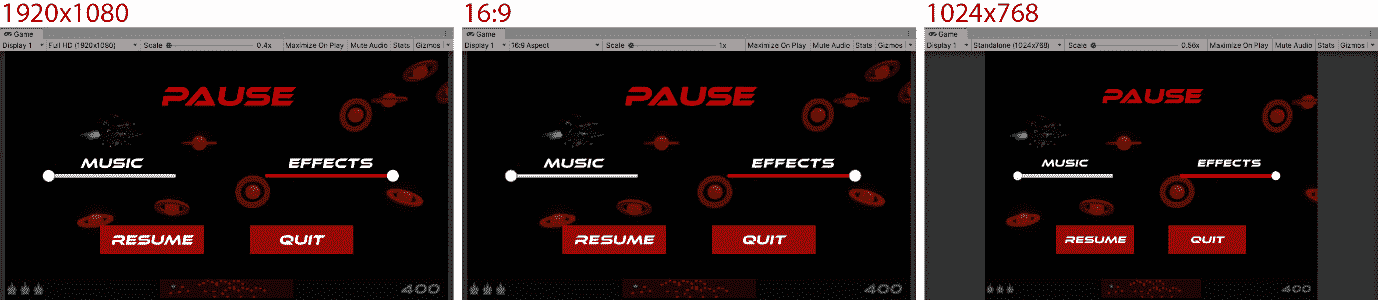 1920x1080
Game
Display 1 Full HD (1920x1080) Scale 0.4x Maximize On Play Mute Audio Stats Gizmos
PAUSE
MUSIC EFFECTS
RESUME QUIT
400
16:9
Game
Display 1 16:9 Aspect Scale 1x Maximize On Play Mute Audio Stats Gizmos
PAUSE
MUSIC EFFECTS
RESUME QUIT
400
1024x768
Game
Display 1 Standalone (1024x768) Scale 0.56x Maximize On Play Mute Audio Stats Gizmos
PAUSE
MUSIC EFFECTS
RESUME QUIT
400